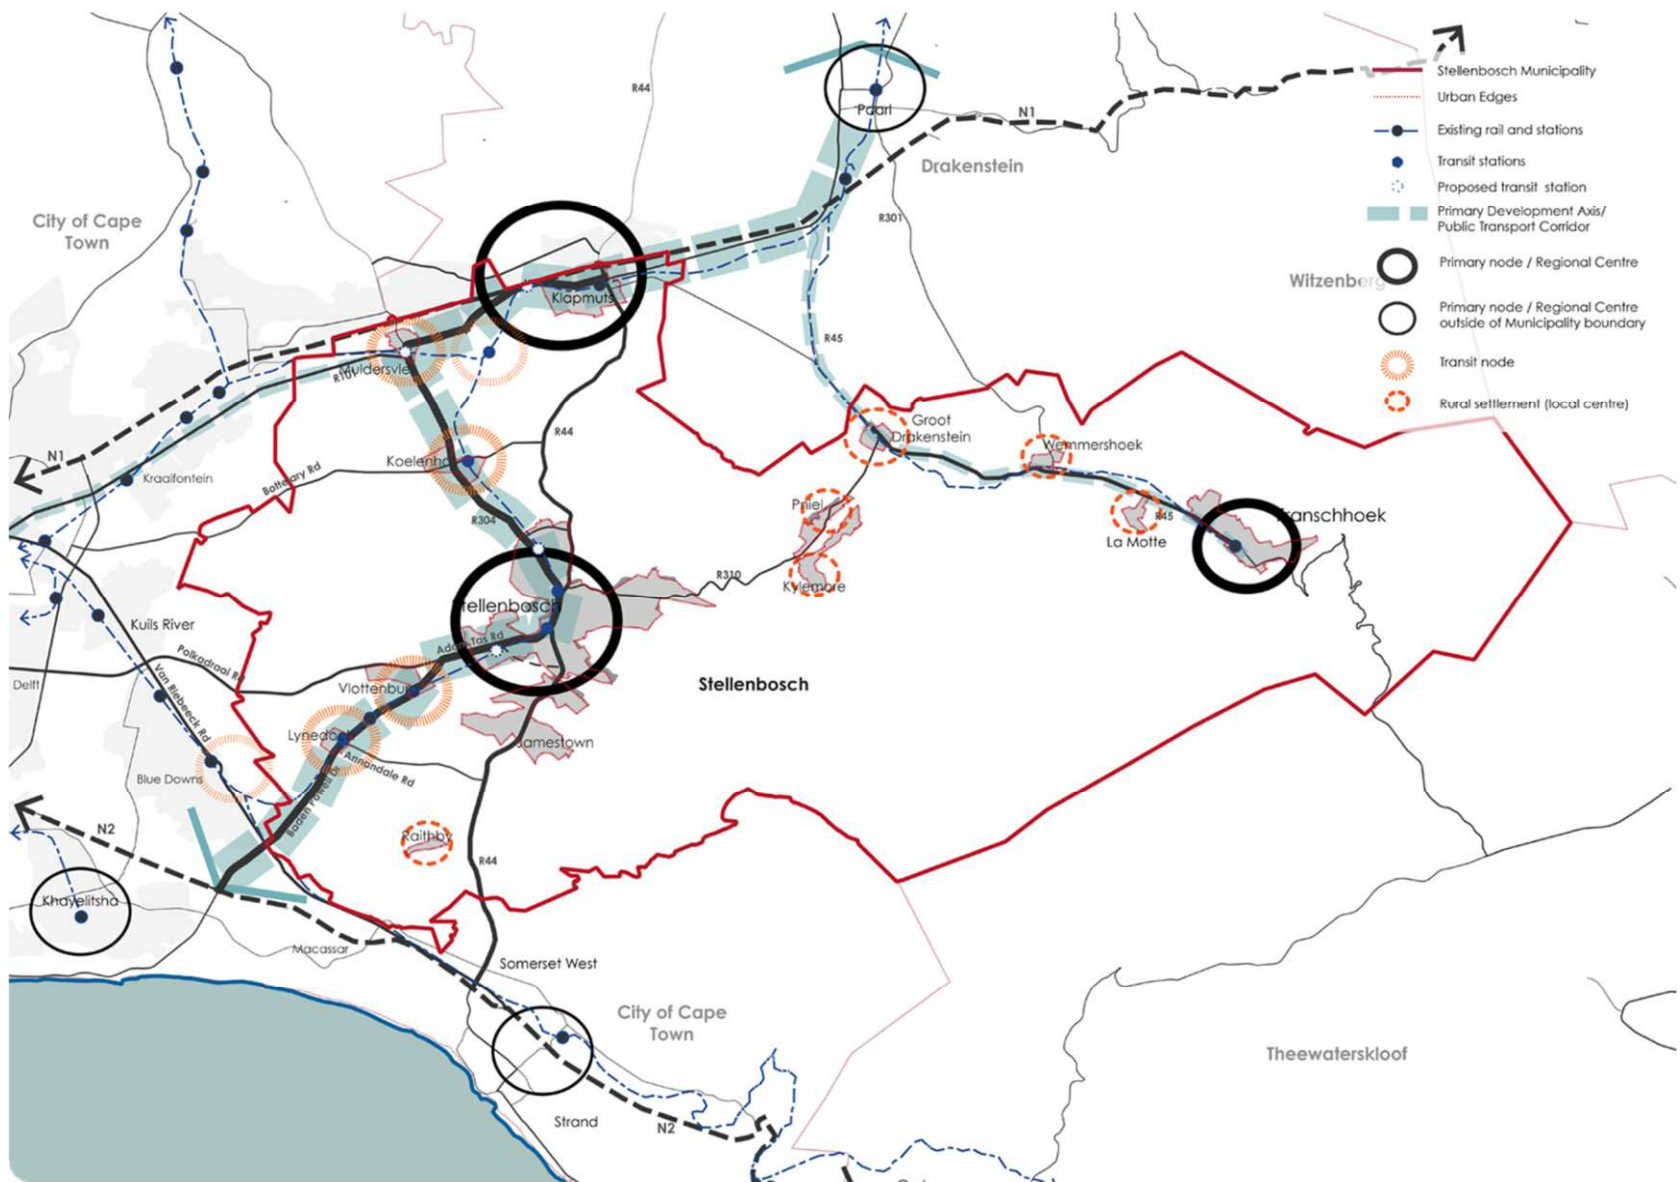 R44
Paarl
N1
Drakenstein
R301
City of Cape
Town
Witzenberg
Stellenbosch Municipality
Urban Edges
Existing rail and stations
Transit stations
Proposed transit station
Primary Development Axis/
Public Transport Corridor
Primary node / Regional Centre
Primary node / Regional Centre
outside of Municipality boundary
Transit node
Rural settlement (local centre)
Klapmuts
R45
Muldersvlei
R101
Groot
Drakenstein
Wemmershoek
R44
N1
Kraaifontein
Bottelary Rd
Koelenhof
R304
Pniel
R45
Franschhoek
La Motte
Kylemore
R310
Stellenbosch
Kuils River
Adam Tas Rd
Polkadraai Rd
Van Riebeeck Rd
Delft
Vlottenburg
Stellenbosch
Lynedoch
Jamestown
Annandale Rd
Blue Downs
Baden Powell Dr
N2
Raithby
R44
Khayelitsha
Macassar
Somerset West
City of Cape
Town
Theewaterskloof
Strand
N2